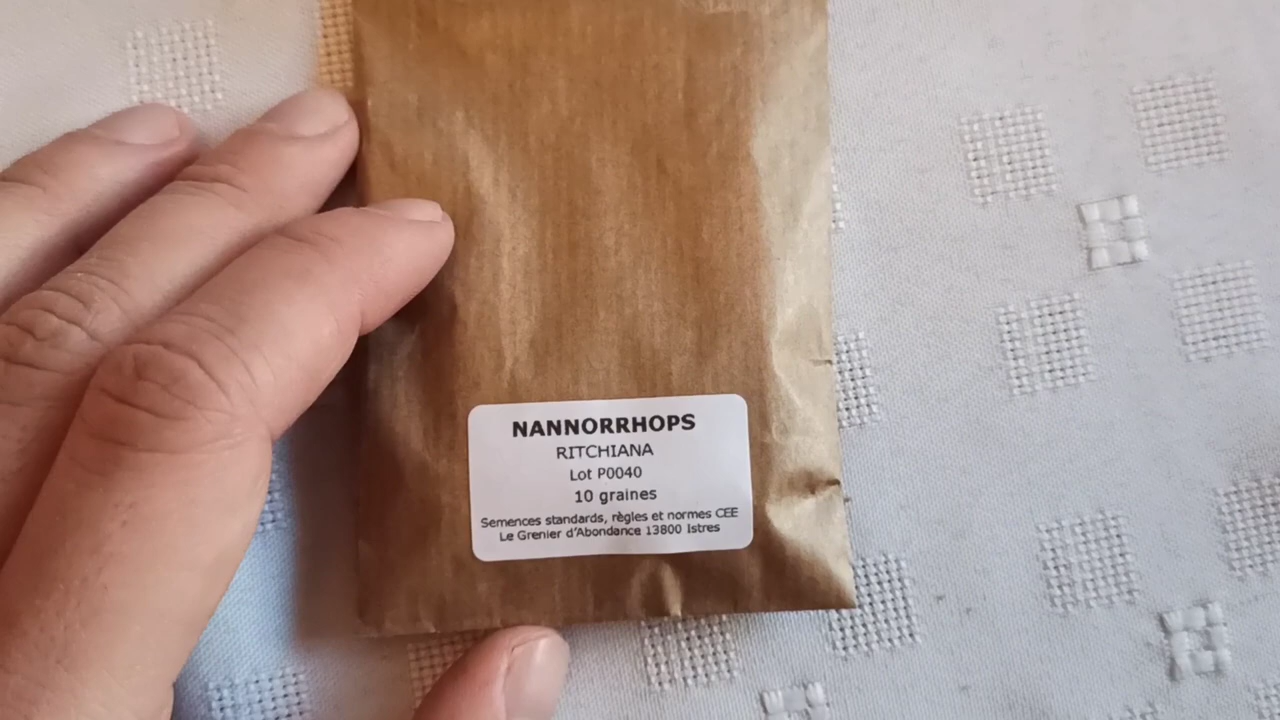 NANNORRHOPS
RITCHIANA
Lot P0040
10 graines
Semences standards, règles et normes CEE
Le Grenier d'Abondance 13800 Istres